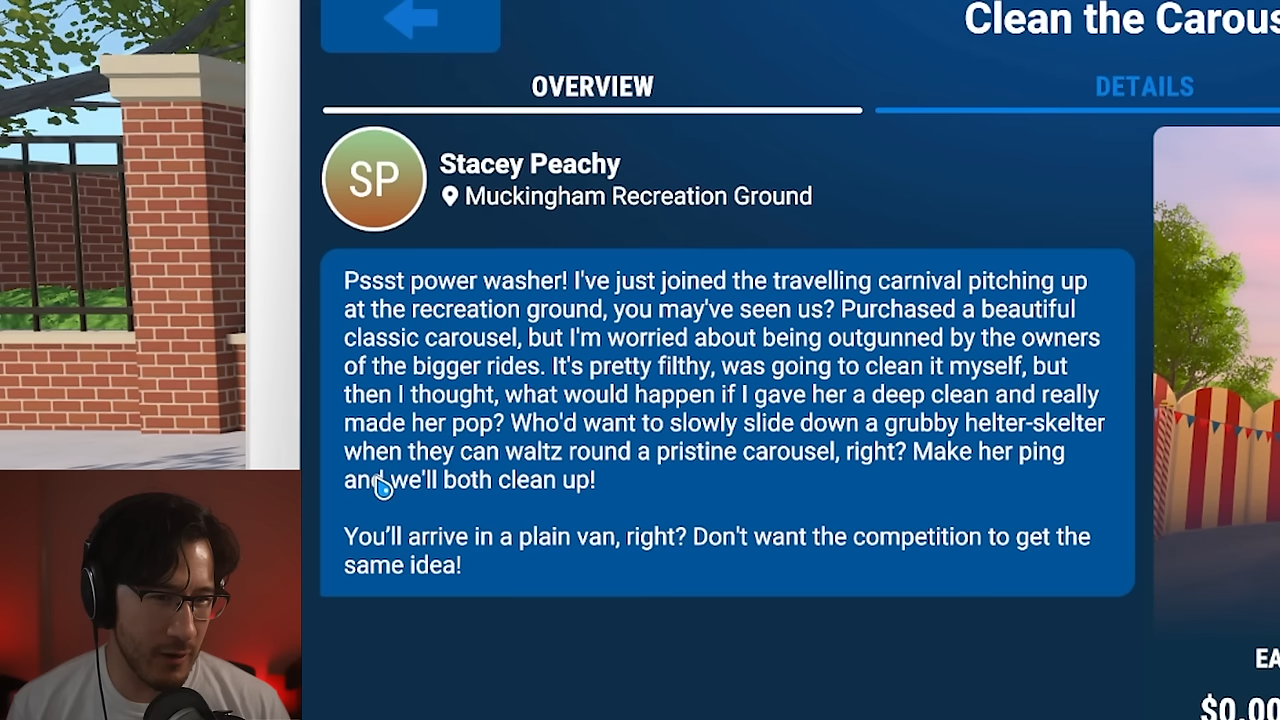 Clean the Carous
OVERVIEW
DETAILS
SP
Stacey Peachy
Muckingham Recreation Ground
Pssst power washer! I've just joined the travelling carnival pitching up
at the recreation ground, you may've seen us? Purchased a beautiful
classic carousel, but I'm worried about being outgunned by the owners
of the bigger rides. It's pretty filthy, was going to clean it myself, but
then I thought, what would happen if I gave her a deep clean and really
made her pop? Who'd want to slowly slide down a grubby helter-skelter
when they can waltz round a pristine carousel, right? Make her ping
and we'll both clean up!
You’ll arrive in a plain van, right? Don't want the competition to get the
same idea!
EA
$0.00